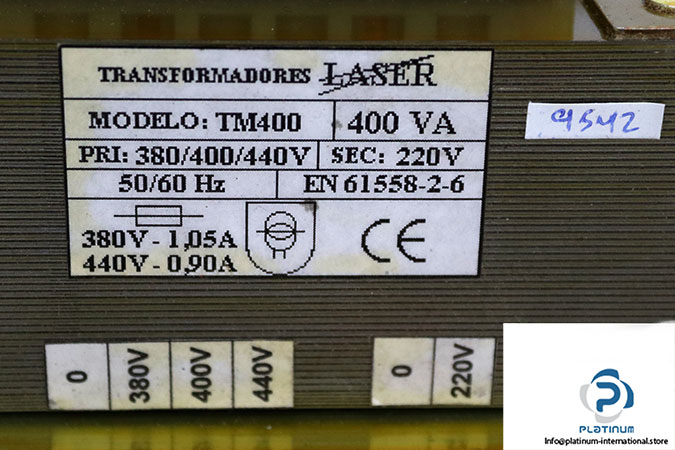 TRANSFORMADORES LASER
MODELO: TM400 400 VA
PRI: 380/400/440V SEC: 220V
50/60 Hz EN 61558-2-6
380V - 1,05A
440V - 0,90A
CE
0 380V 400V 440V 0 220V
PLATINUM
Info@platinum-international.store